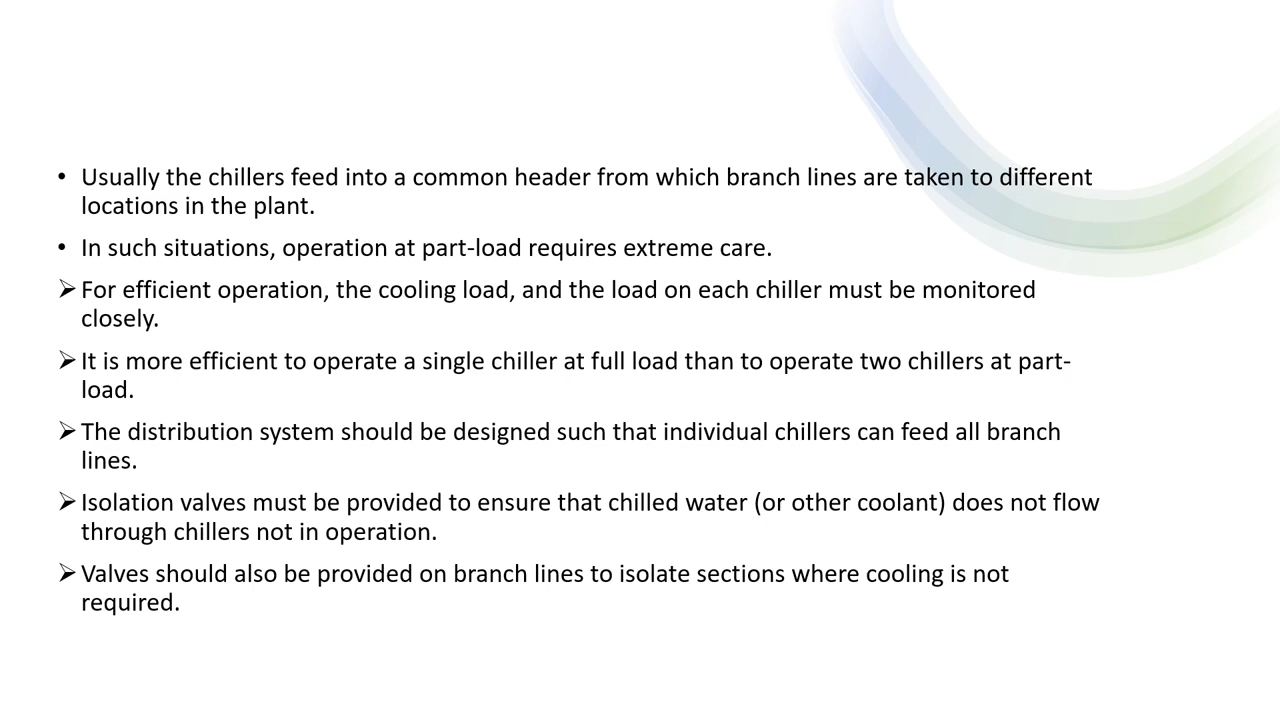 • Usually the chillers feed into a common header from which branch lines are taken to different
locations in the plant.
• In such situations, operation at part-load requires extreme care.
➢ For efficient operation, the cooling load, and the load on each chiller must be monitored
closely.
➢ It is more efficient to operate a single chiller at full load than to operate two chillers at part-
load.
➢ The distribution system should be designed such that individual chillers can feed all branch
lines.
➢ Isolation valves must be provided to ensure that chilled water (or other coolant) does not flow
through chillers not in operation.
➢ Valves should also be provided on branch lines to isolate sections where cooling is not
required.